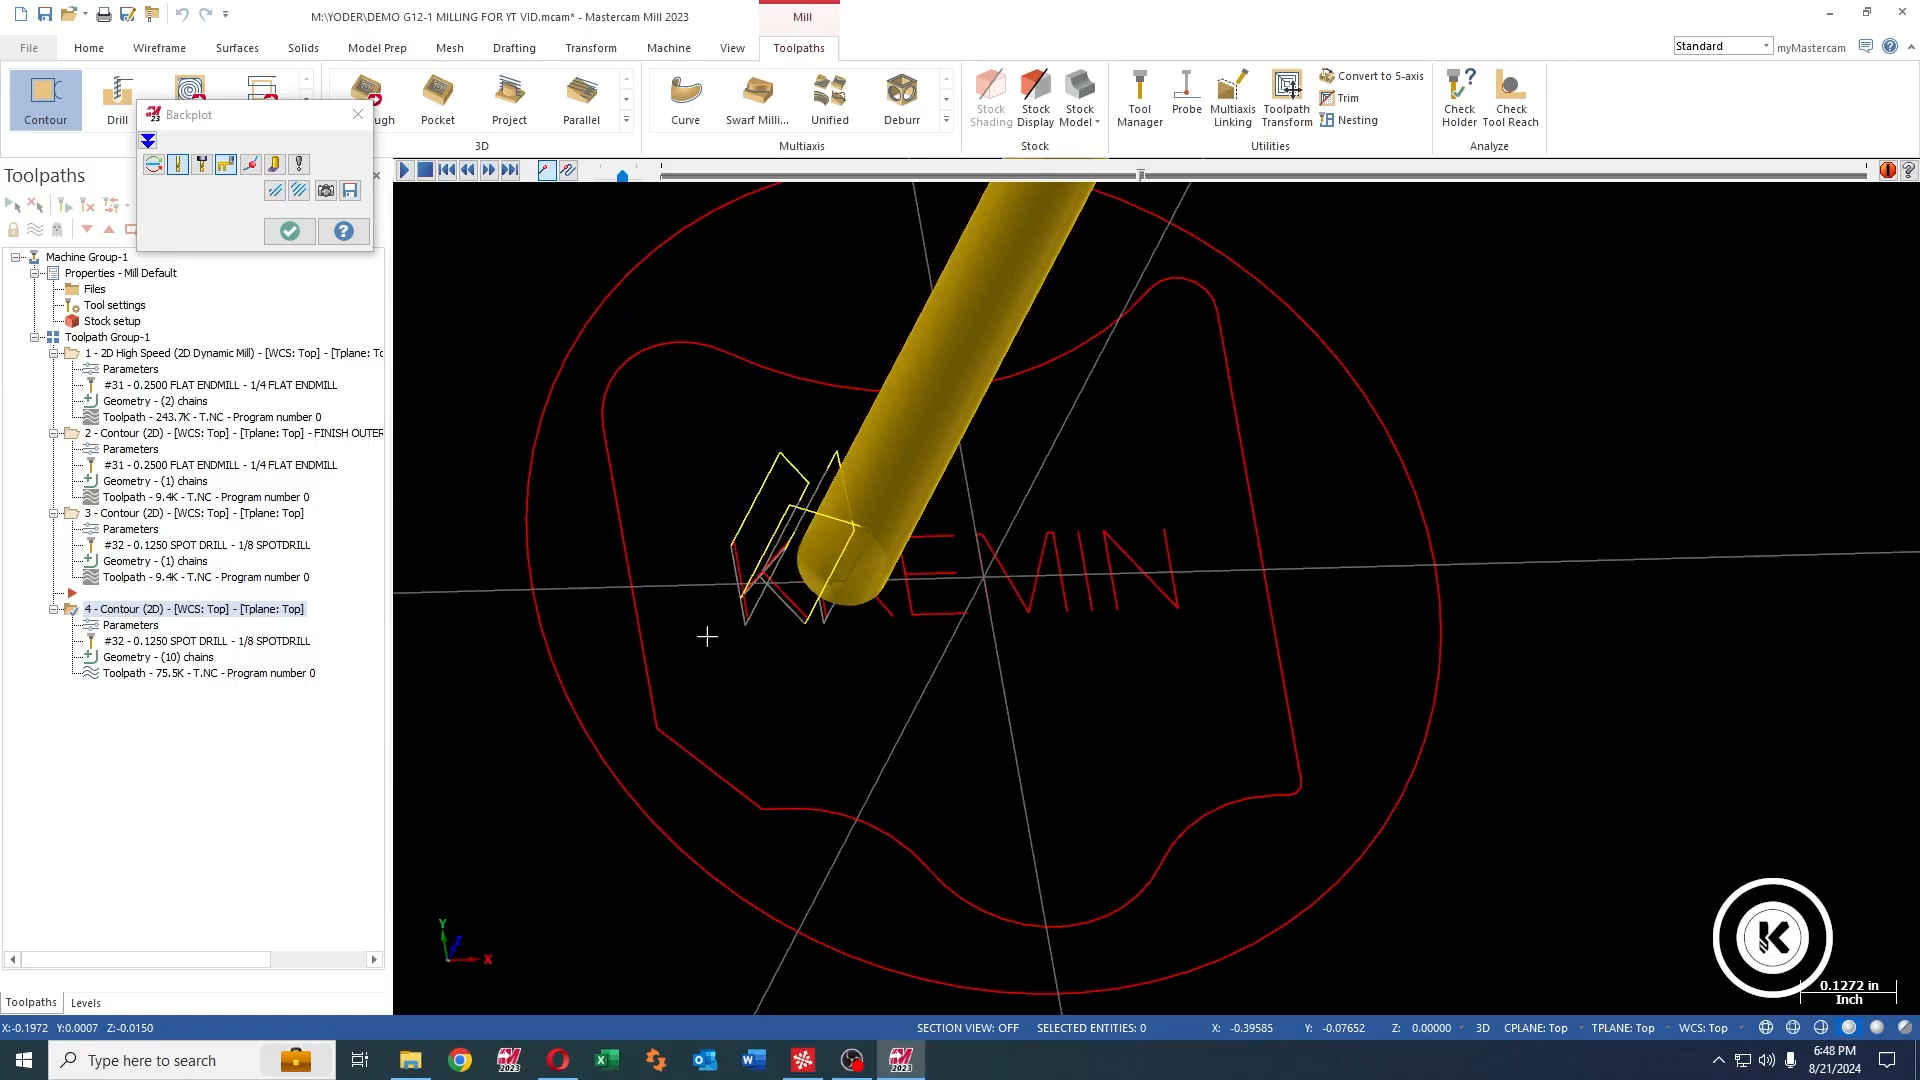 M:\YODER\DEMO G12-1 MILLING FOR YT VID.mcam* - Mastercam Mill 2023
Mill
File
Home
Wireframe
Surfaces
Solids
Model Prep
Mesh
Drafting
Transform
Machine
View
Toolpaths
Standard
myMastercam
Contour
Drill
Pocket
Project
Parallel
Curve
Swarf Milli...
Unified
Deburr
Stock Shading
Stock Display
Stock Model
Tool Manager
Probe
Multiaxis Linking
Toolpath Transform
Convert to 5-axis
Trim
Nesting
Check Holder
Check Tool Reach
3D
Multiaxis
Stock
Utilities
Analyze
Backplot
Toolpaths
Machine Group-1
Properties - Mill Default
Files
Tool settings
Stock setup
Toolpath Group-1
1 - 2D High Speed (2D Dynamic Mill) - [WCS: Top] - [Tplane: To
Parameters
#31 - 0.2500 FLAT ENDMILL - 1/4 FLAT ENDMILL
Geometry - (2) chains
Toolpath - 243.7K - T.NC - Program number 0
2 - Contour (2D) - [WCS: Top] - [Tplane: Top] - FINISH OUTER
Parameters
#31 - 0.2500 FLAT ENDMILL - 1/4 FLAT ENDMILL
Geometry - (1) chains
Toolpath - 9.4K - T.NC - Program number 0
3 - Contour (2D) - [WCS: Top] - [Tplane: Top]
Parameters
#32 - 0.1250 SPOT DRILL - 1/8 SPOTDRILL
Geometry - (1) chains
Toolpath - 9.4K - T.NC - Program number 0
4 - Contour (2D) - [WCS: Top] - [Tplane: Top]
Parameters
#32 - 0.1250 SPOT DRILL - 1/8 SPOTDRILL
Geometry - (10) chains
Toolpath - 75.5K - T.NC - Program number 0
EMIN
Y
Z
X
K
0.1272 in
Inch
Toolpaths
Levels
X:-0.1972 Y:0.0007 Z:-0.0150
SECTION VIEW: OFF
SELECTED ENTITIES: 0
X: -0.39585
Y: -0.07652
Z: 0.00000
3D
CPLANE: Top
TPLANE: Top
WCS: Top
Type here to search
6:48 PM
8/21/2024